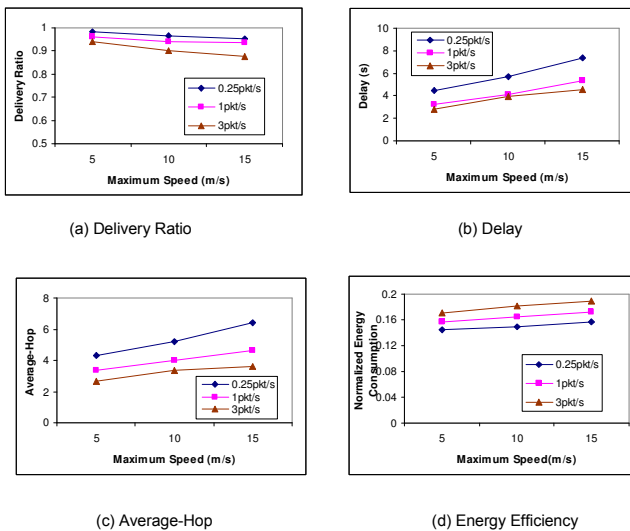 1
0.9
0.8
0.7
0.6
0.5
Delivery Ratio
0.25pkt/s
1pkt/s
3pkt/s
5 10 15
Maximum Speed (m/s)
(a) Delivery Ratio
10
8
6
4
2
0
Delay (s)
0.25pkt/s
1pkt/s
3pkt/s
5 10 15
Maximum Speed (m/s)
(b) Delay
8
6
4
2
0
Average-Hop
0.25pkt/s
1pkt/s
3pkt/s
5 10 15
Maximum Speed (m/s)
(c) Average-Hop
0.2
0.16
0.12
0.08
0.04
0
Normalized Energy
Consumption
0.25pkt/s
1pkt/s
3pkt/s
5 10 15
Maximum Speed(m/s)
(d) Energy Efficiency